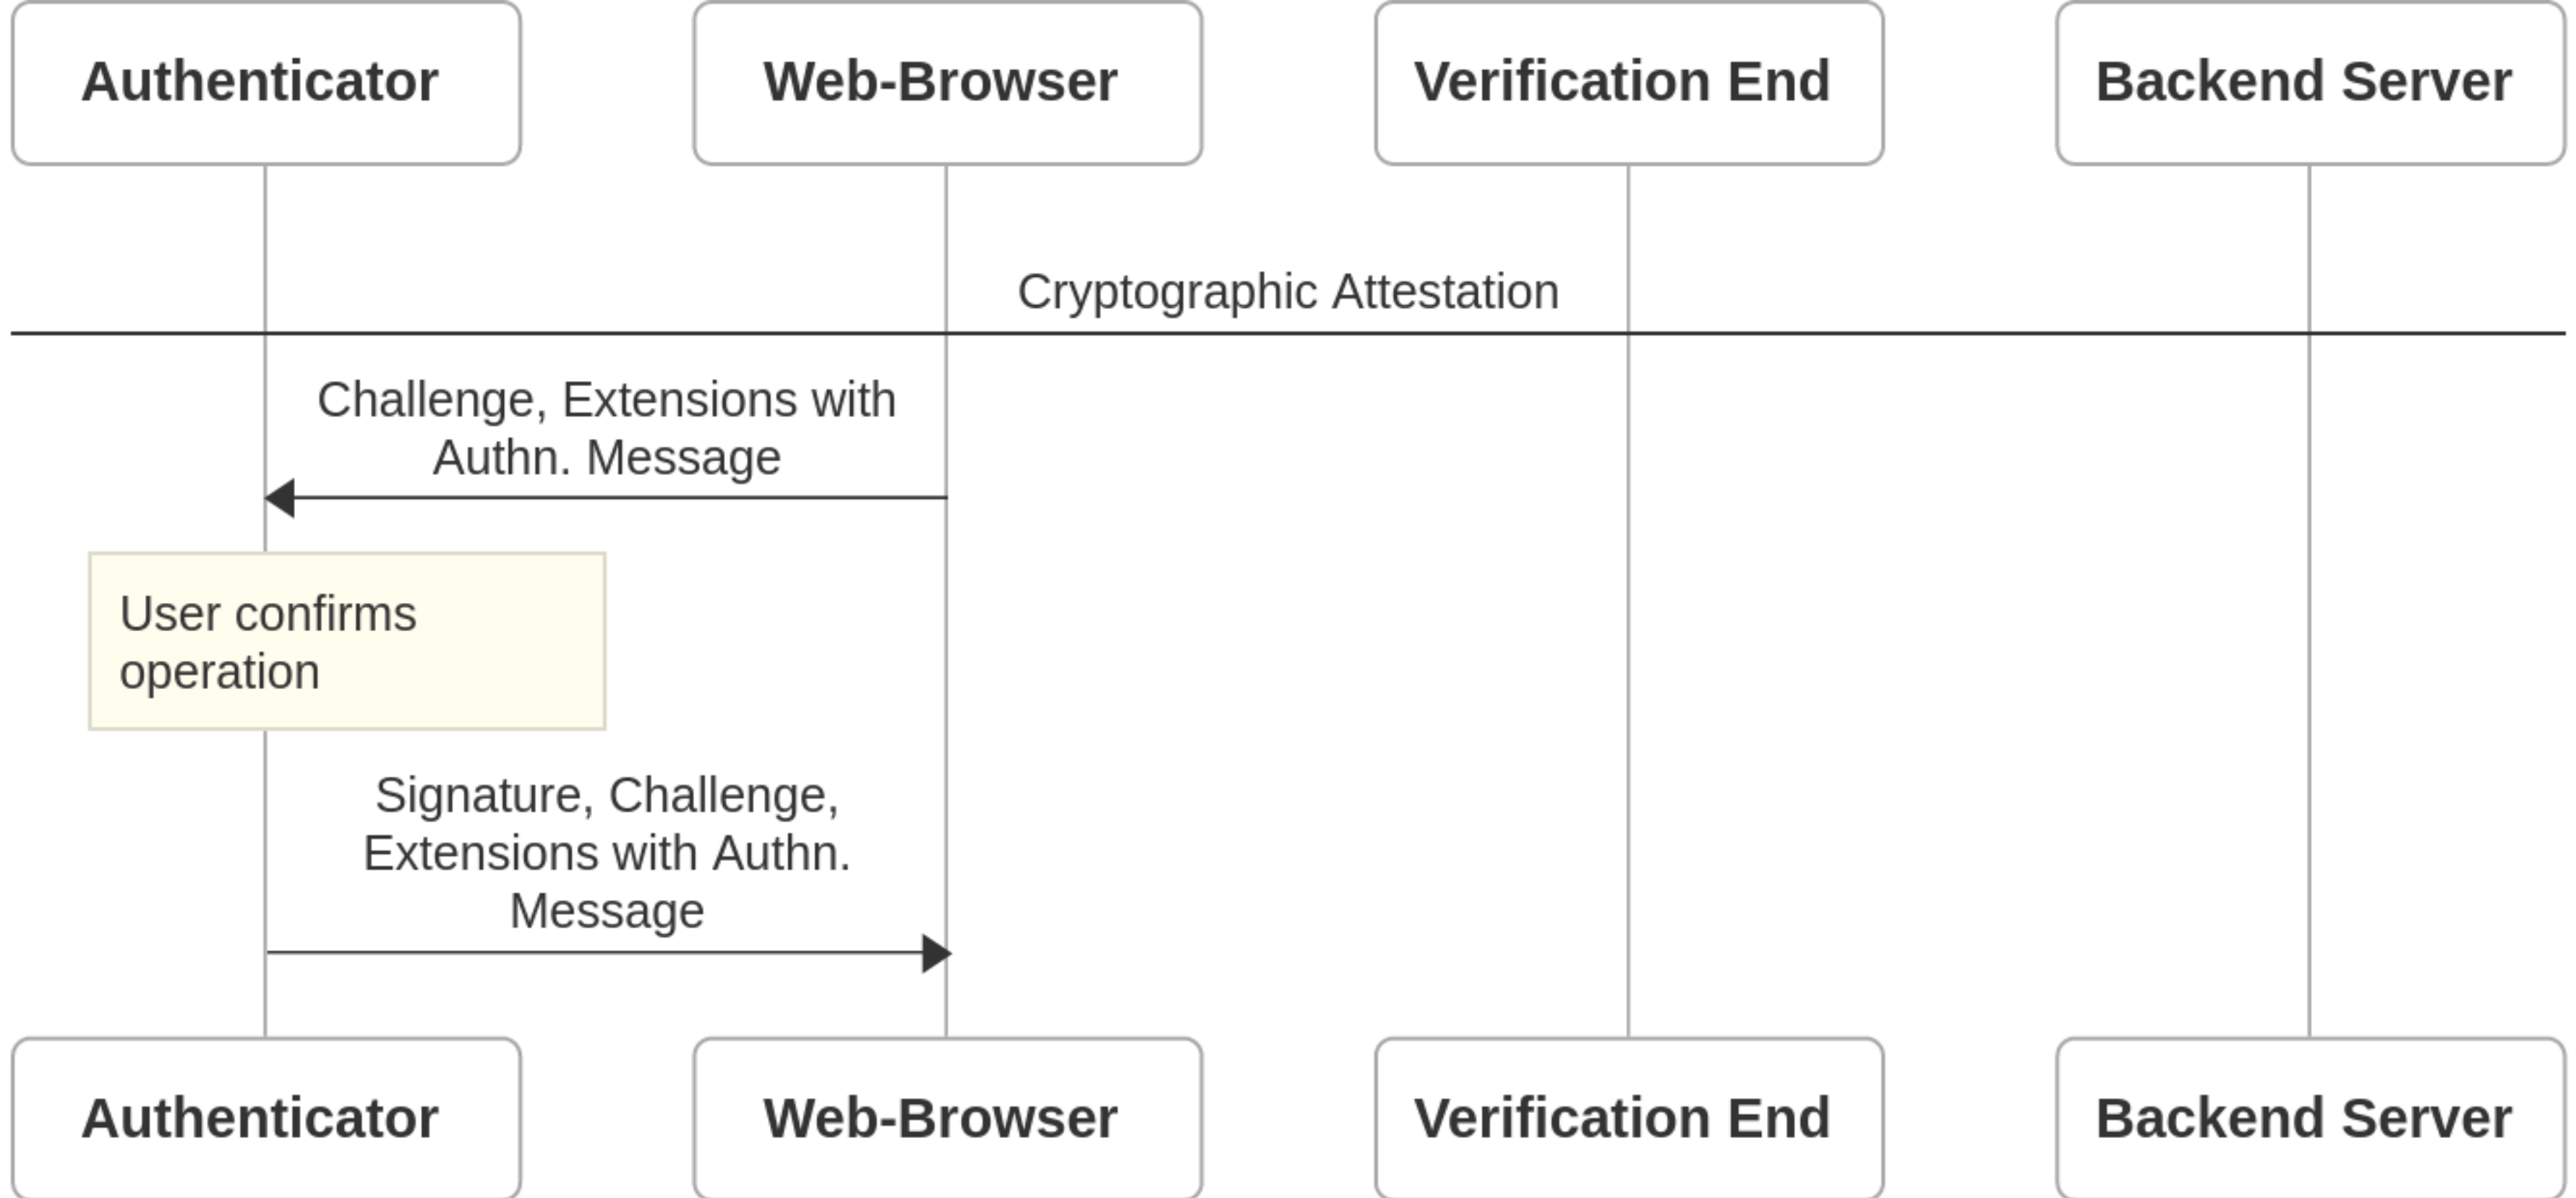 Authenticator
Web-Browser
Verification End
Backend Server
Cryptographic Attestation
Challenge, Extensions with
Authn. Message
User confirms
operation
Signature, Challenge,
Extensions with Authn.
Message
Authenticator
Web-Browser
Verification End
Backend Server